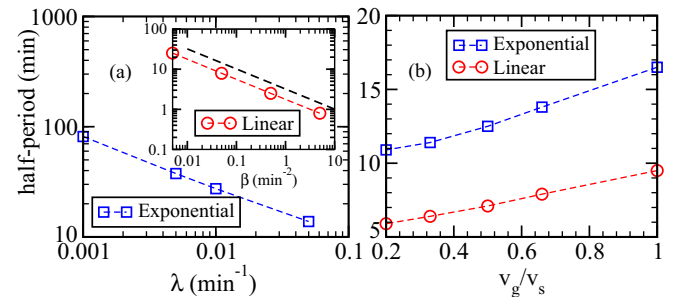 half-period (min)
1000
100
10
0.001
0.01
0.1
λ (min⁻¹)
(a)
Exponential
100
10
1
0.1
0.01
0.1
1
10
β (min⁻²)
Linear
20
15
10
5
0.2
0.4
0.6
0.8
1
v_g/v_s
(b)
Exponential
Linear